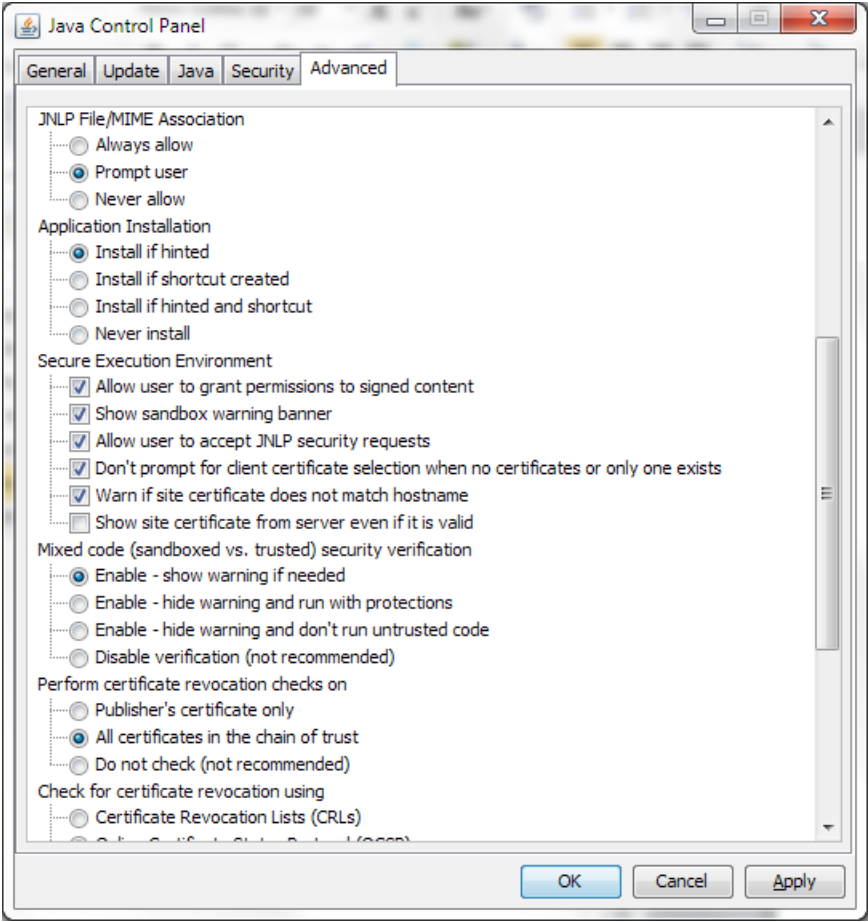 Java Control Panel
General Update Java Security Advanced
JNLP File/MIME Association
Always allow
Prompt user
Never allow
Application Installation
Install if hinted
Install if shortcut created
Install if hinted and shortcut
Never install
Secure Execution Environment
Allow user to grant permissions to signed content
Show sandbox warning banner
Allow user to accept JNLP security requests
Don't prompt for client certificate selection when no certificates or only one exists
Warn if site certificate does not match hostname
Show site certificate from server even if it is valid
Mixed code (sandboxed vs. trusted) security verification
Enable - show warning if needed
Enable - hide warning and run with protections
Enable - hide warning and don't run untrusted code
Disable verification (not recommended)
Perform certificate revocation checks on
Publisher's certificate only
All certificates in the chain of trust
Do not check (not recommended)
Check for certificate revocation using
Certificate Revocation Lists (CRLs)
OK Cancel Apply